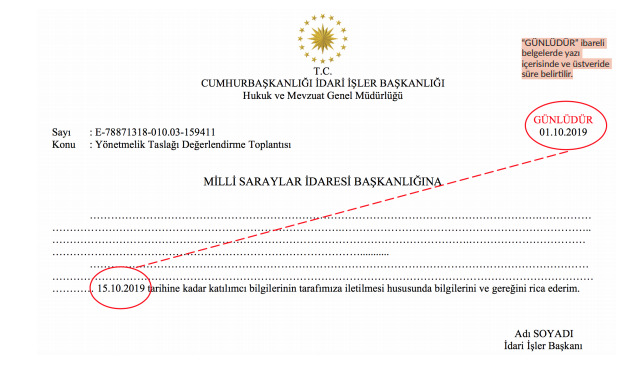 "GÜNLÜDÜR" ibareli
belgelerde yazı
içerisinde ve üstveride
süre belirtilir.
T.C.
CUMHURBAŞKANLIĞI İDARİ İŞLER BAŞKANLIĞI
Hukuk ve Mevzuat Genel Müdürlüğü
GÜNLÜDÜR
01.10.2019
Sayı : E-78871318-010.03-159411
Konu : Yönetmelik Taslağı Değerlendirme Toplantısı
MİLLİ SARAYLAR İDARESİ BAŞKANLIĞINA
15.10.2019 tarihine kadar katılımcı bilgilerinin tarafımıza iletilmesi hususunda bilgilerini ve gereğini rica ederim.
Adı SOYADI
İdari İşler Başkanı